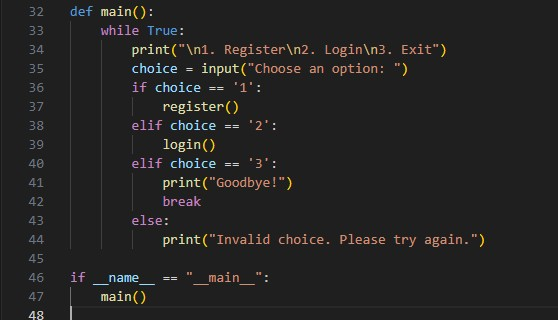 32 def main():
33     while True:
34         print("\n1. Register\n2. Login\n3. Exit")
35         choice = input("Choose an option: ")
36         if choice == '1':
37             register()
38         elif choice == '2':
39             login()
40         elif choice == '3':
41             print("Goodbye!")
42             break
43         else:
44             print("Invalid choice. Please try again.")
45
46 if __name__ == "__main__":
47     main()
48